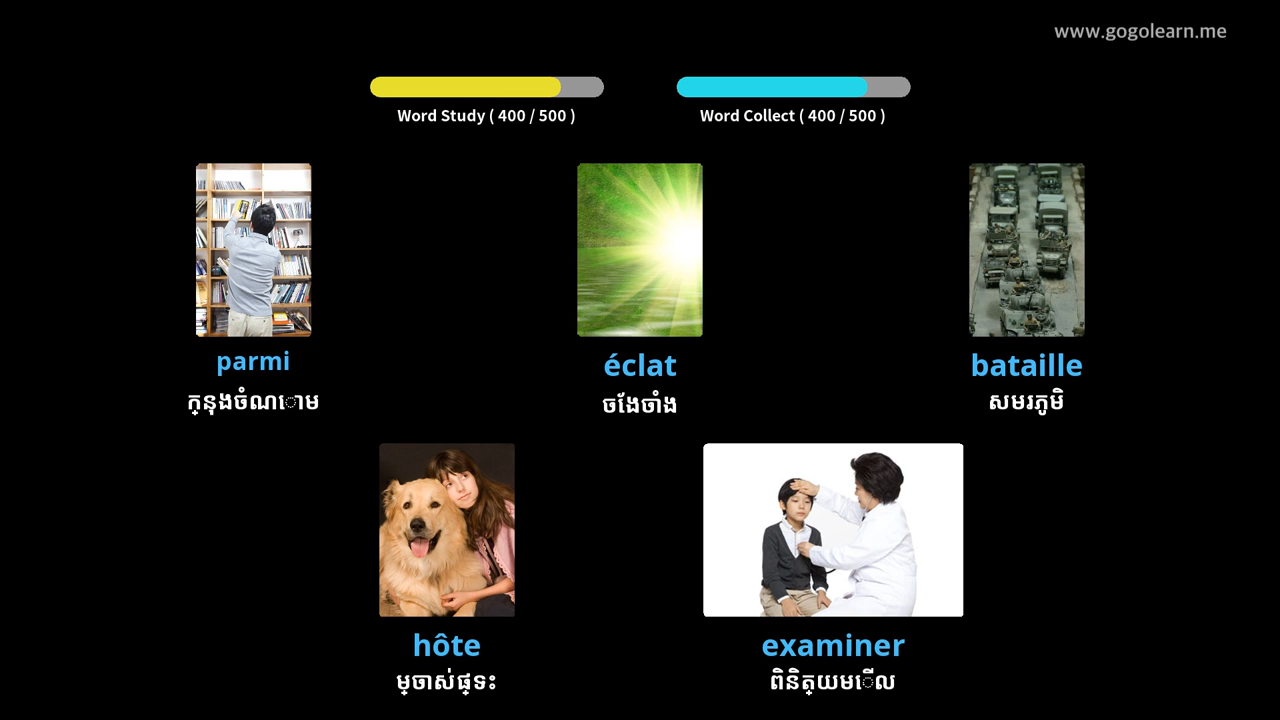 www.gogolearn.me
Word Study ( 400 / 500 )
Word Collect ( 400 / 500 )
parmi
ក្នុងចំណោម
éclat
ចងែចាំង
bataille
សមរភូមិ
hôte
ម្ចាស់ផ្ទះ
examiner
ពិនិត្យមើល